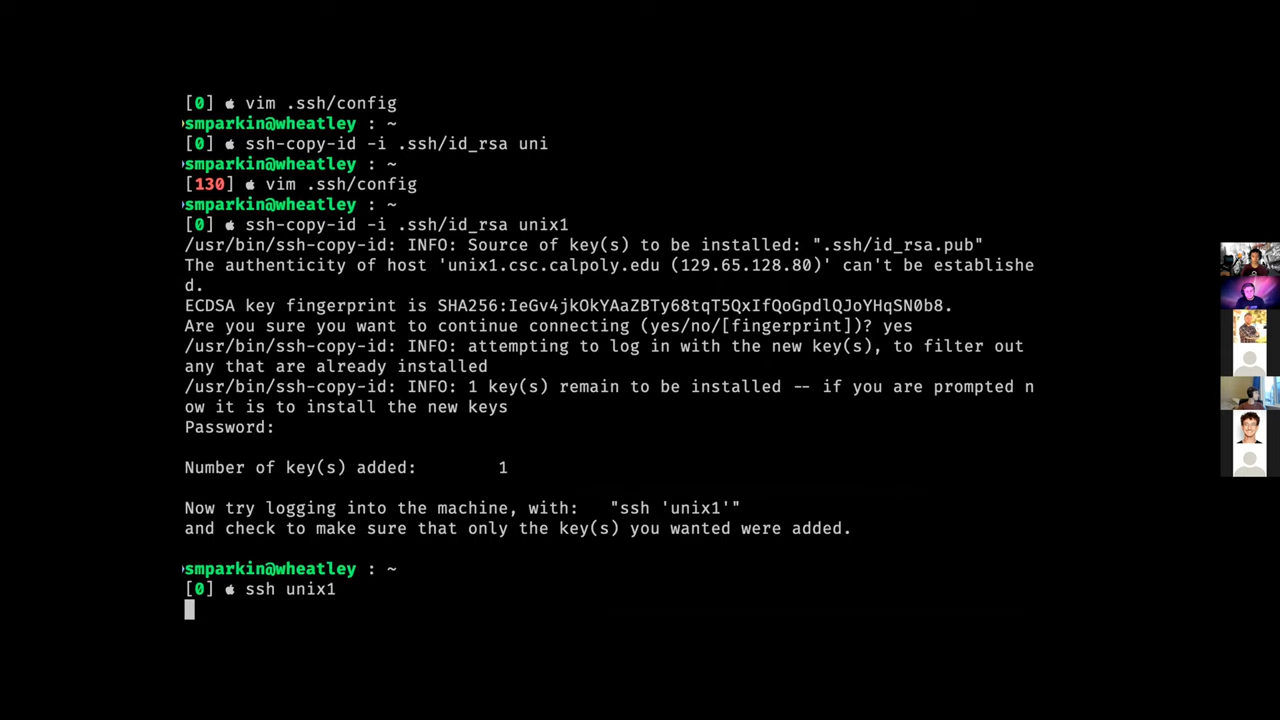 [0]  vim .ssh/config
smparkin@wheatley : ~
[0]  ssh-copy-id -i .ssh/id_rsa uni
smparkin@wheatley : ~
[130]  vim .ssh/config
smparkin@wheatley : ~
[0]  ssh-copy-id -i .ssh/id_rsa unix1
/usr/bin/ssh-copy-id: INFO: Source of key(s) to be installed: ".ssh/id_rsa.pub"
The authenticity of host 'unix1.csc.calpoly.edu (129.65.128.80)' can't be establishe
d.
ECDSA key fingerprint is SHA256:IeGv4jkOkYAaZBTy68tqT5QxIfQoGpdlQJoYHqSN0b8.
Are you sure you want to continue connecting (yes/no/[fingerprint])? yes
/usr/bin/ssh-copy-id: INFO: attempting to log in with the new key(s), to filter out
any that are already installed
/usr/bin/ssh-copy-id: INFO: 1 key(s) remain to be installed -- if you are prompted n
ow it is to install the new keys
Password:
Number of key(s) added:        1
Now try logging into the machine, with:   "ssh 'unix1'"
and check to make sure that only the key(s) you wanted were added.
smparkin@wheatley : ~
[0]  ssh unix1